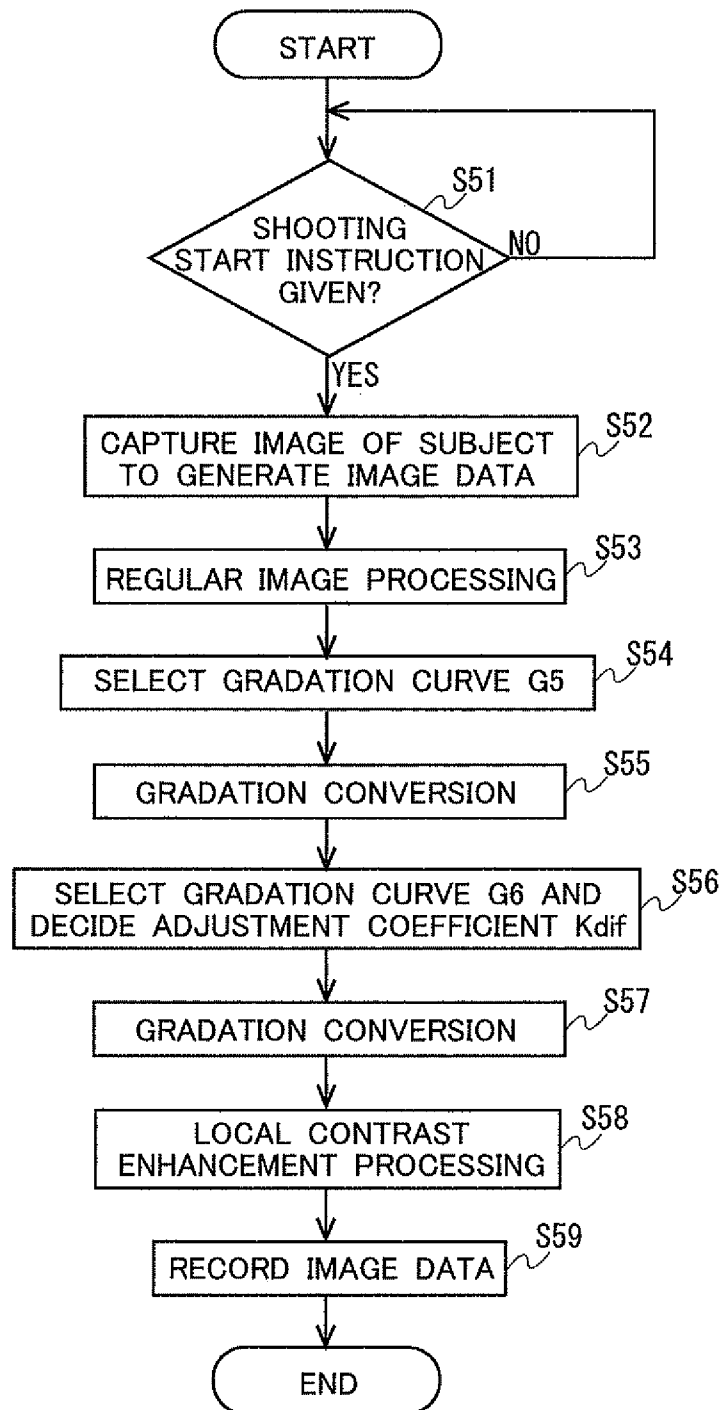 START
S51
SHOOTING
START INSTRUCTION
GIVEN?
NO
YES
S52
CAPTURE IMAGE OF SUBJECT
TO GENERATE IMAGE DATA
S53
REGULAR IMAGE PROCESSING
S54
SELECT GRADATION CURVE G5
S55
GRADATION CONVERSION
S56
SELECT GRADATION CURVE G6 AND
DECIDE ADJUSTMENT COEFFICIENT Kdif
S57
GRADATION CONVERSION
S58
LOCAL CONTRAST
ENHANCEMENT PROCESSING
S59
RECORD IMAGE DATA
END